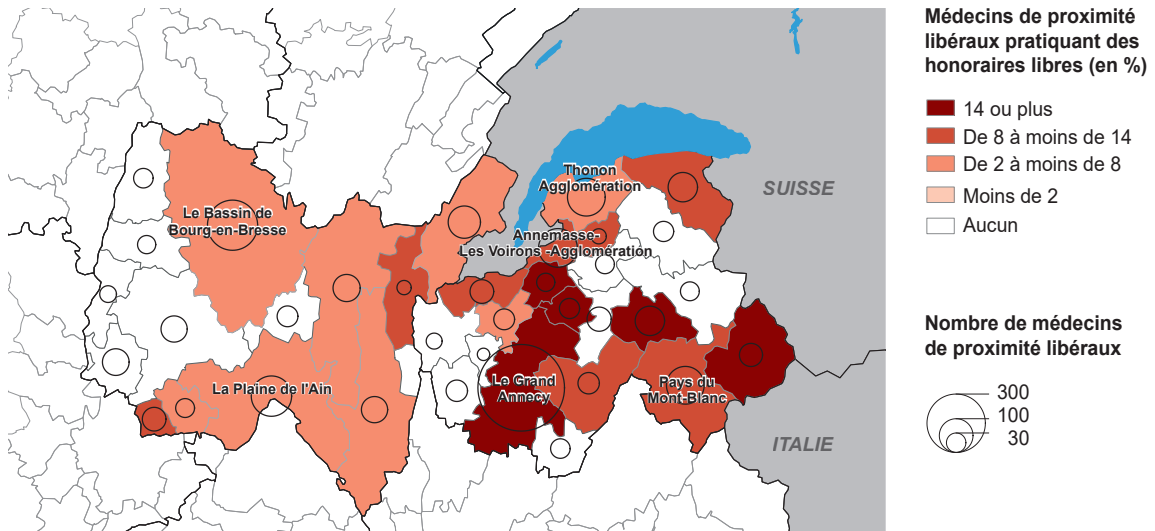 Médecins de proximité
libéraux pratiquant des
honoraires libres (en %)
14 ou plus
De 8 à moins de 14
De 2 à moins de 8
Moins de 2
Aucun
Nombre de médecins
de proximité libéraux
300
100
30
Thonon
Agglomération
SUISSE
Le Bassin de
Bourg-en-Bresse
Annemasse-
Les Voirons -Agglomération
La Plaine de l'Ain
Le Grand
Annecy
Pays du
Mont-Blanc
ITALIE